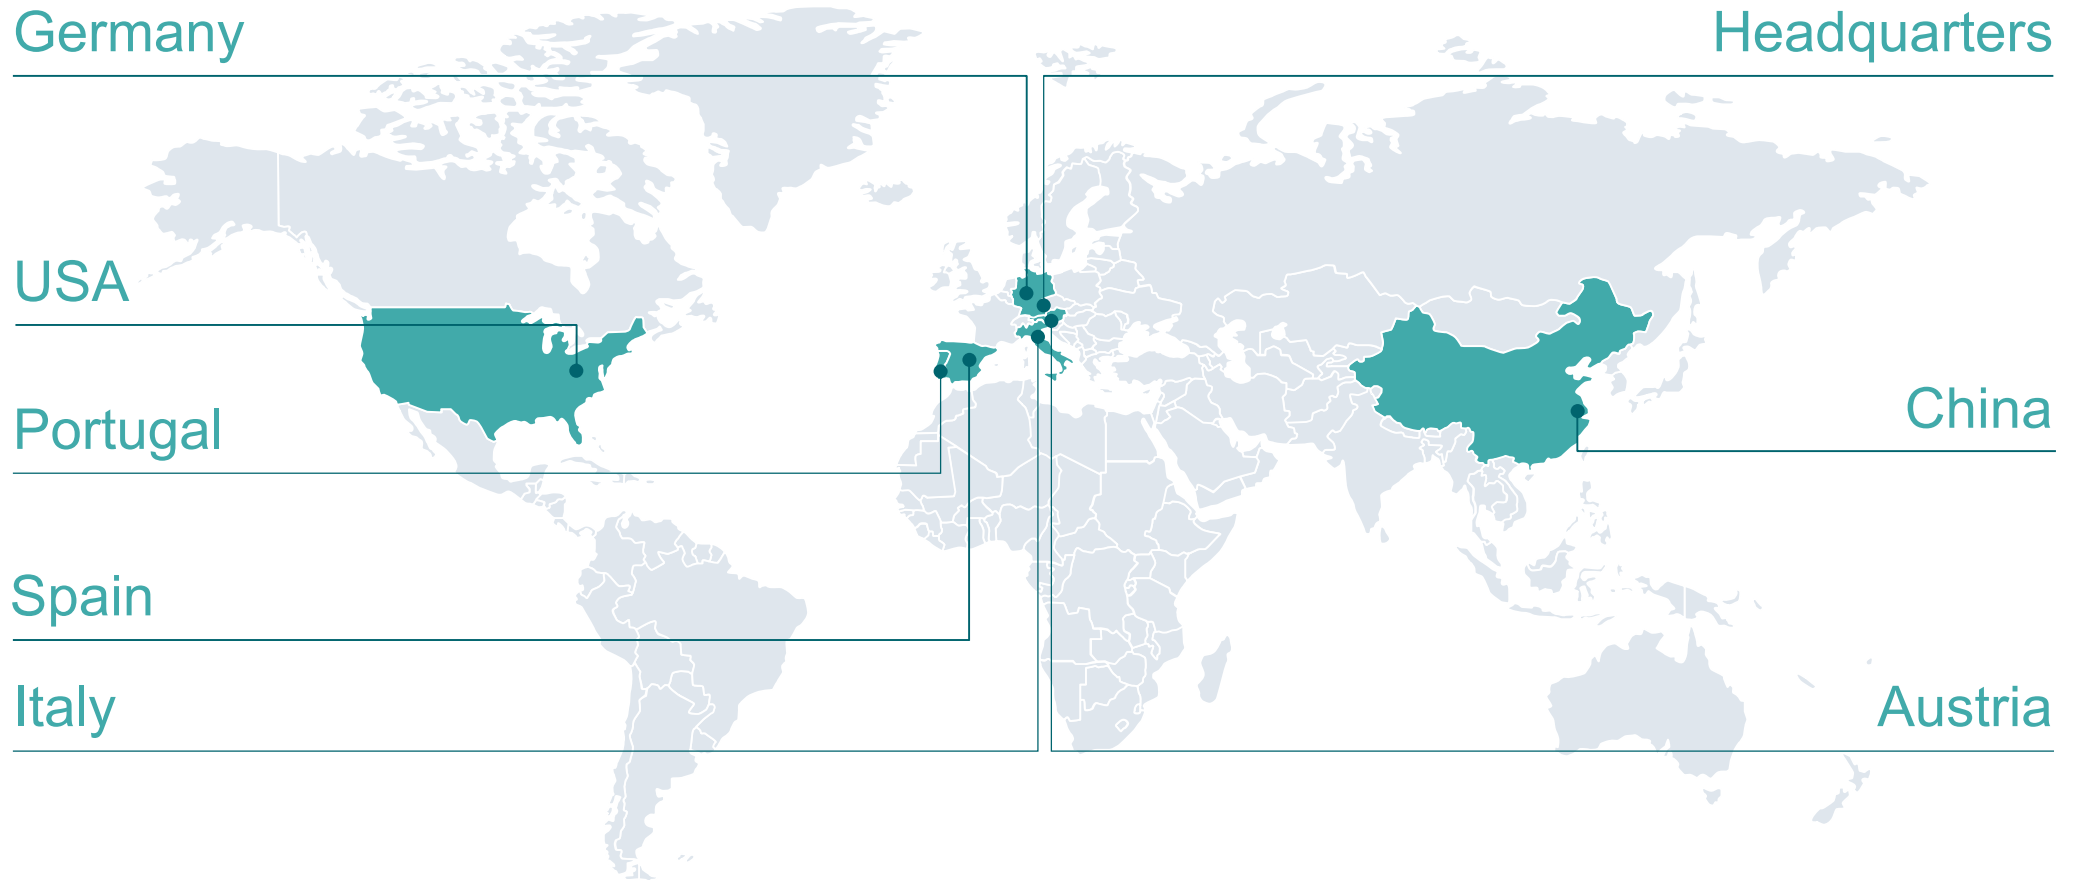 Germany
Headquarters
USA
China
Portugal
Spain
Italy
Austria